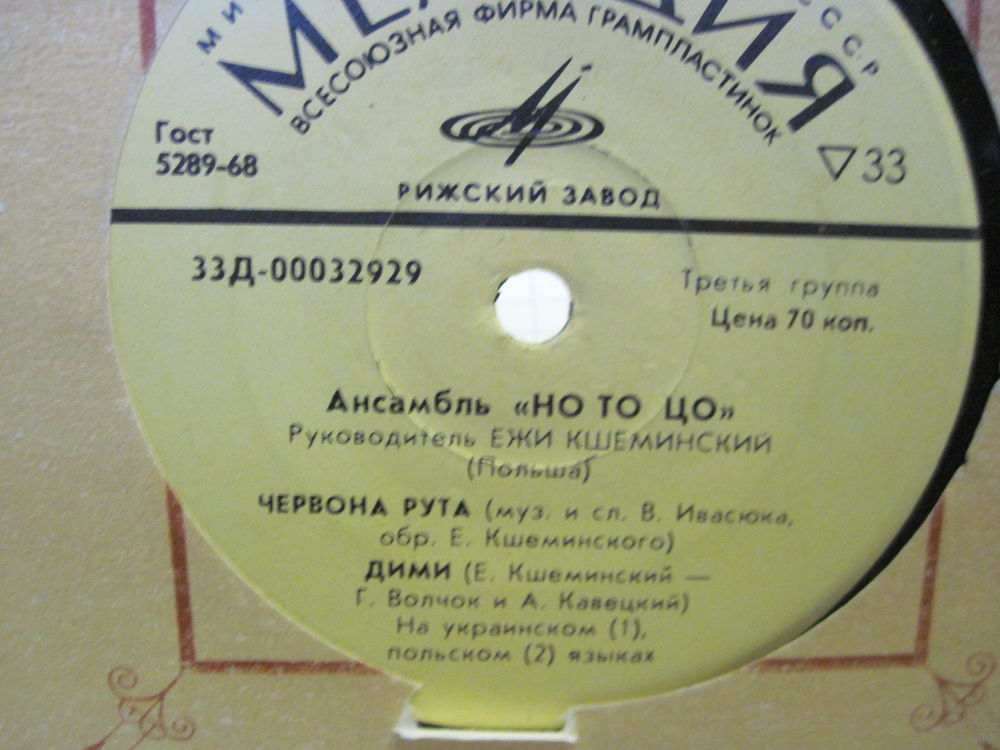 МЕЛОДИЯ
ВСЕСОЮЗНАЯ ФИРМА ГРАМПЛАСТИНОК
Гост
5289-68
▽33
РИЖСКИЙ ЗАВОД
33Д-00032929
Третья группа
Цена 70 коп.
Ансамбль «НО ТО ЦО»
Руководитель ЕЖИ КШЕМИНСКИЙ
(Польша)
ЧЕРВОНА РУТА (муз. и сл. В. Ивасюка,
обр. Е. Кшеминского)
ДИМИ (Е. Кшеминский —
Г. Волчок и А. Кавецкий)
На украинском (1),
польском (2) языках